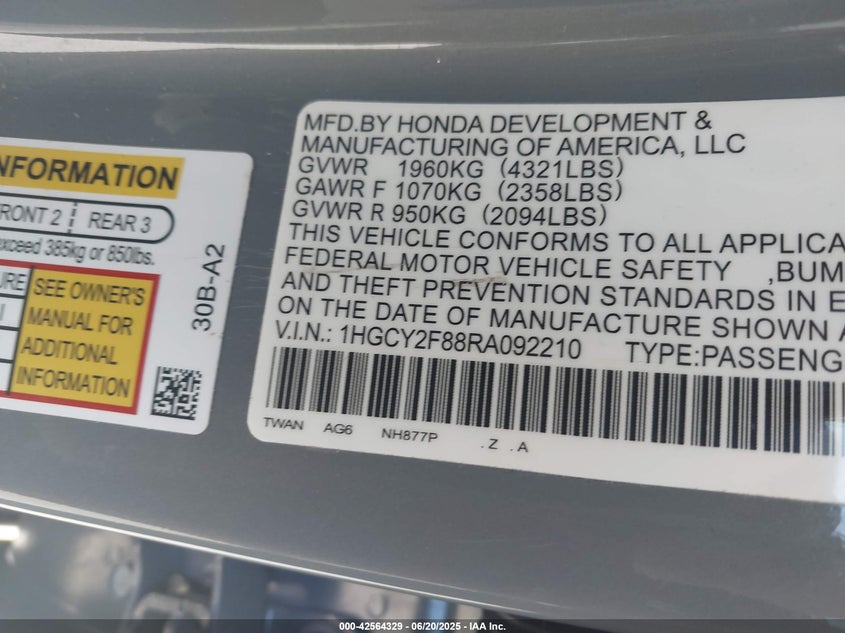 NFORMATION
FRONT 2 REAR 3
exceed 385kg or 850lbs.
SEE OWNER'S
MANUAL FOR
ADDITIONAL
INFORMATION
30B-A2
MFD.BY HONDA DEVELOPMENT &
MANUFACTURING OF AMERICA, LLC
GVWR 1960KG (4321LBS)
GAWR F 1070KG (2358LBS)
GVWR R 950KG (2094LBS)
THIS VEHICLE CONFORMS TO ALL APPLICA
FEDERAL MOTOR VEHICLE SAFETY ,BUM
AND THEFT PREVENTION STANDARDS IN E
ON THE DATE OF MANUFACTURE SHOWN A
V.I.N.: 1HGCY2F88RA092210 TYPE:PASSENG
TWAN AG6 NH877P .Z .A
000-42564329 - 06/20/2025 - IAA Inc.